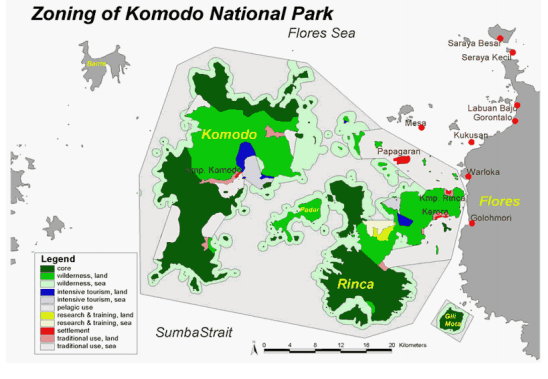 Zoning of Komodo National Park
Flores Sea
Saraya Besar
Seraya Kecil
Labuan Bajo
Gorontalo
Mesa
Kukusan
Komodo
Papagaran
Kmp Komodo
Warloka
Kmp Rinca
Flores
Padar
Kerora
Golohmori
Rinca
Gili
Motang
SumbaStrait
Legend
core
wilderness, land
wilderness, sea
intensive tourism, land
intensive tourism, sea
pelagic use
research & training, land
research & training, sea
settlement
traditional use, land
traditional use, sea
N
4 0 4 8 12 16 20 Kilometers